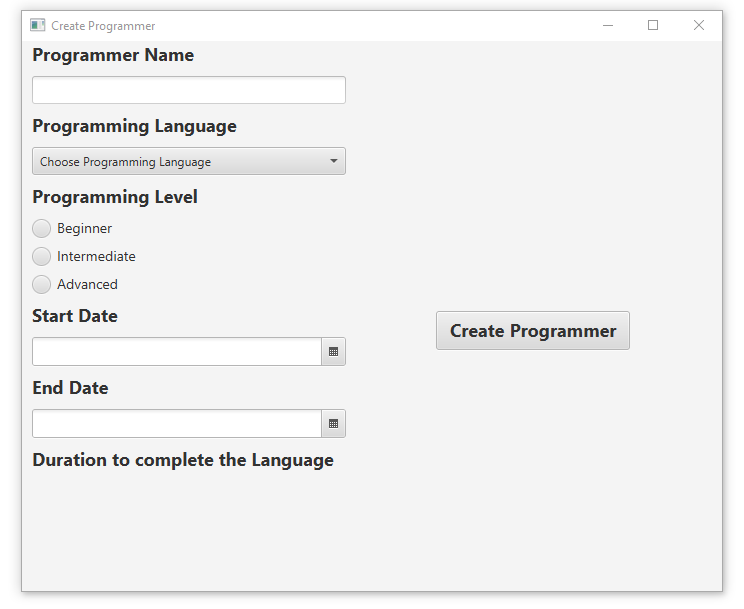 Create Programmer
Programmer Name
Programming Language
Choose Programming Language
Programming Level
Beginner
Intermediate
Advanced
Start Date
Create Programmer
End Date
Duration to complete the Language